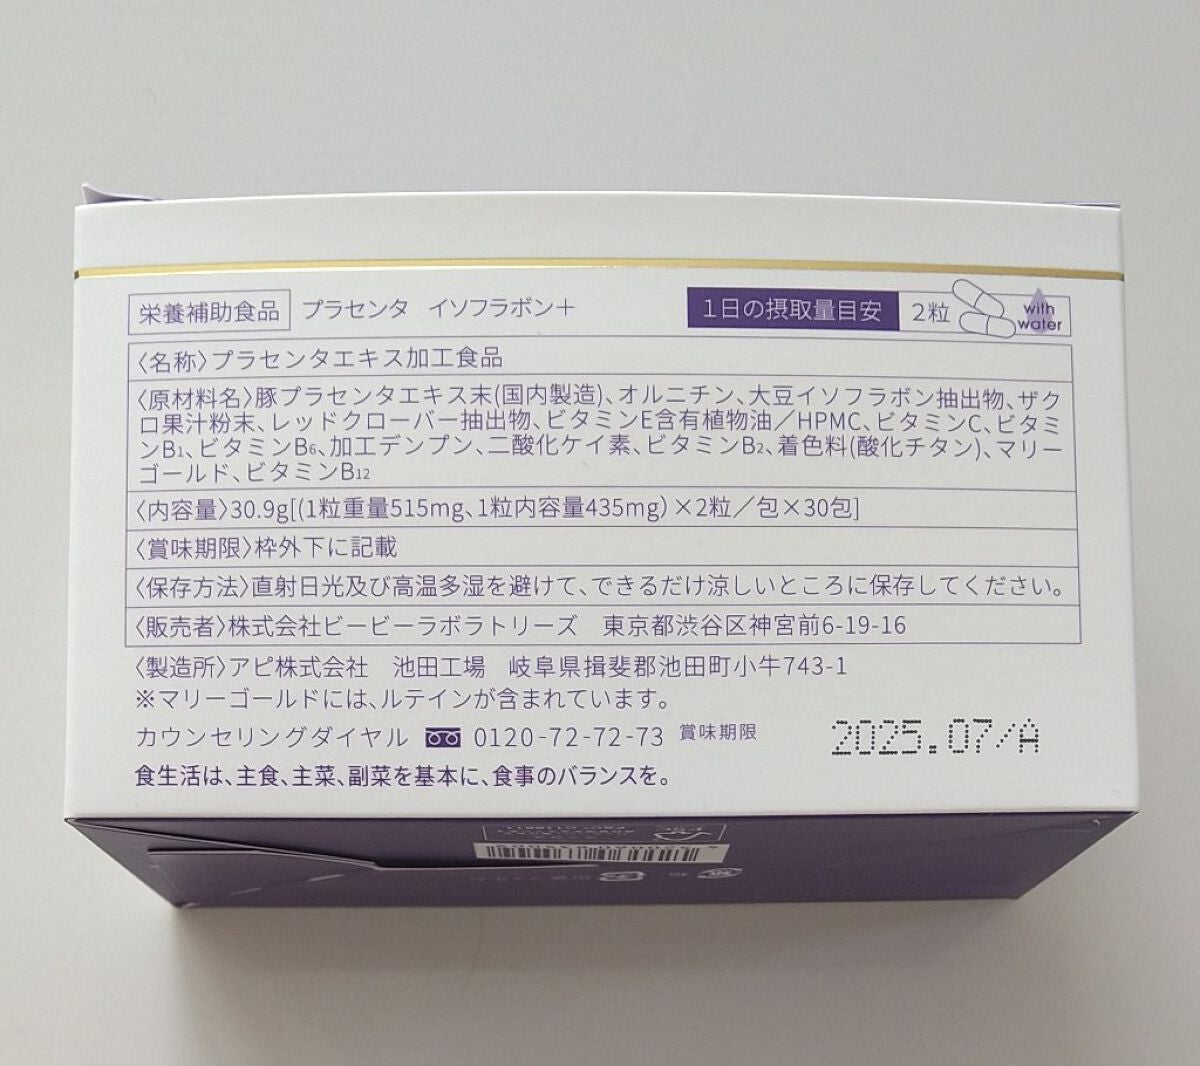 栄養補助食品 プラセンタ イソフラボン＋ 1日の摂取量目安 2粒 with water
〈名称〉プラセンタエキス加工食品
〈原材料名〉豚プラセンタエキス末(国内製造)、オルニチン、大豆イソフラボン抽出物、ザク
ロ果汁粉末、レッドクローバー抽出物、ビタミンE含有植物油／HPMC、ビタミンC、ビタミ
ンB₁、ビタミンB₆、加工デンプン、二酸化ケイ素、ビタミンB₂、着色料(酸化チタン)、マリー
ゴールド、ビタミンB₁₂
〈内容量〉30.9g[(1粒重量515mg、1粒内容量435mg)×2粒／包×30包]
〈賞味期限〉枠外下に記載
〈保存方法〉直射日光及び高温多湿を避けて、できるだけ涼しいところに保存してください。
〈販売者〉株式会社ビービーラボラトリーズ 東京都渋谷区神宮前6-19-16
〈製造所〉アピ株式会社 池田工場 岐阜県揖斐郡池田町小牛743-1
※マリーゴールドには、ルテインが含まれています。
カウンセリングダイヤル 0120-72-72-73 賞味期限 2025.07/A
食生活は、主食、主菜、副菜を基本に、食事のバランスを。